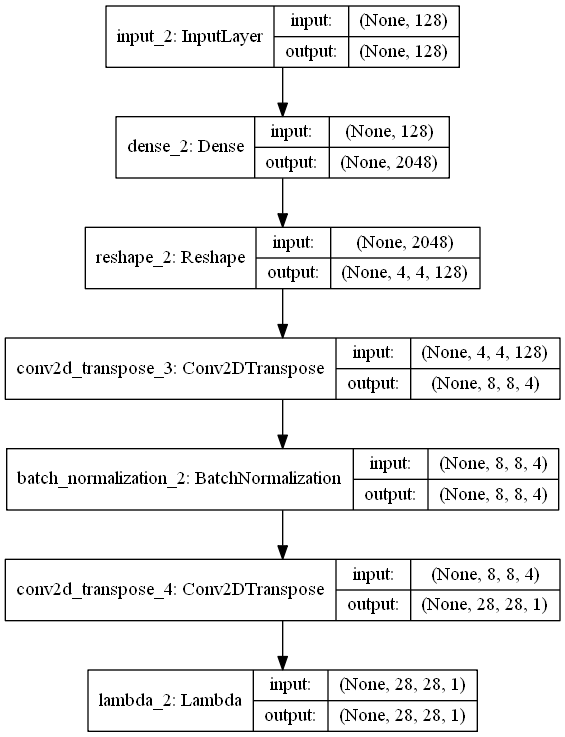 input_2: InputLayer
input: (None, 128)
output: (None, 128)
dense_2: Dense
input: (None, 128)
output: (None, 2048)
reshape_2: Reshape
input: (None, 2048)
output: (None, 4, 4, 128)
conv2d_transpose_3: Conv2DTranspose
input: (None, 4, 4, 128)
output: (None, 8, 8, 4)
batch_normalization_2: BatchNormalization
input: (None, 8, 8, 4)
output: (None, 8, 8, 4)
conv2d_transpose_4: Conv2DTranspose
input: (None, 8, 8, 4)
output: (None, 28, 28, 1)
lambda_2: Lambda
input: (None, 28, 28, 1)
output: (None, 28, 28, 1)